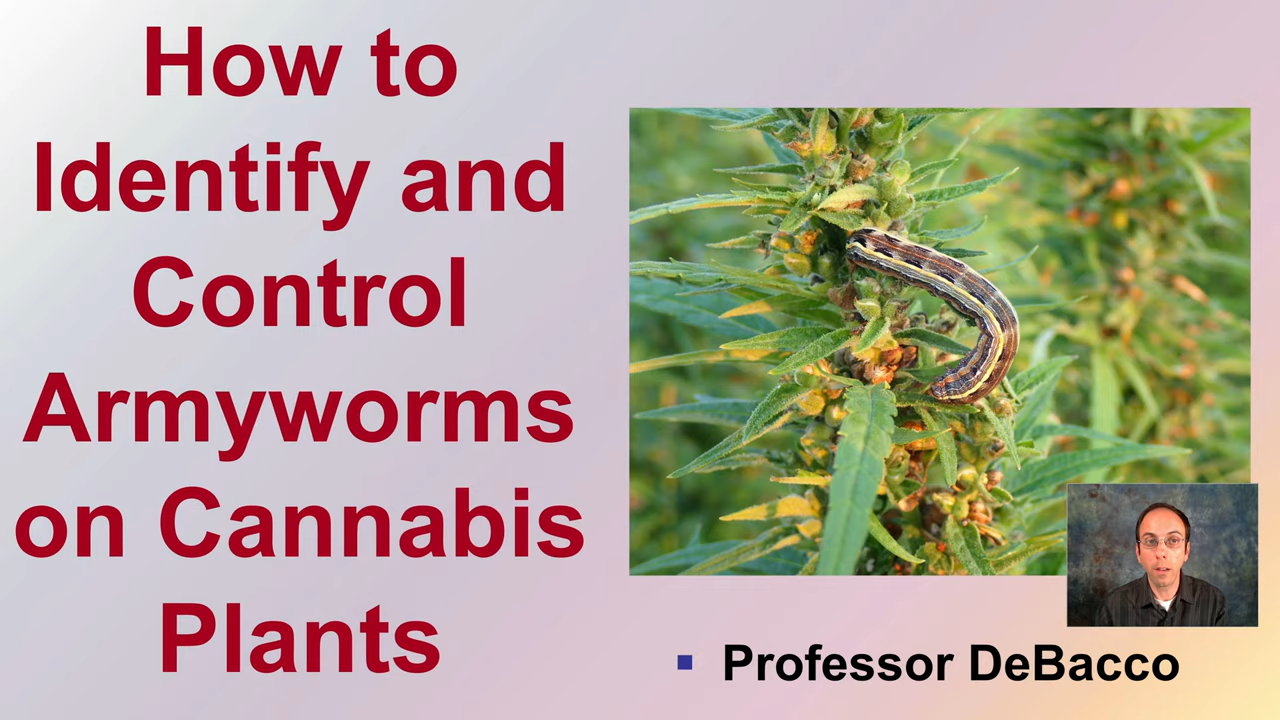 How to
Identify and
Control
Armyworms
on Cannabis
Plants
Professor DeBacco